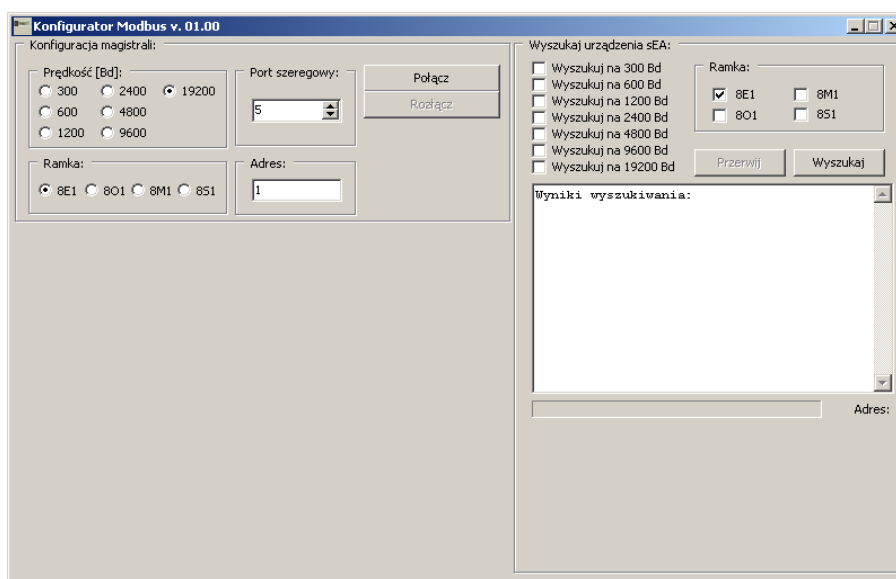 Konfigurator Modbus v. 01.00
Konfiguracja magistrali:
Prędkość [Bd]:
300 2400 19200
600 4800
1200 9600
Port szeregowy:
5
Połącz
Rozłącz
Ramka:
8E1 8O1 8M1 8S1
Adres:
1
Wyszukaj urządzenia sEA:
Wyszukuj na 300 Bd
Wyszukuj na 600 Bd
Wyszukuj na 1200 Bd
Wyszukuj na 2400 Bd
Wyszukuj na 4800 Bd
Wyszukuj na 9600 Bd
Wyszukuj na 19200 Bd
Ramka:
8E1 8M1
8O1 8S1
Przerwij Wyszukaj
Wyniki wyszukiwania:
Adres: